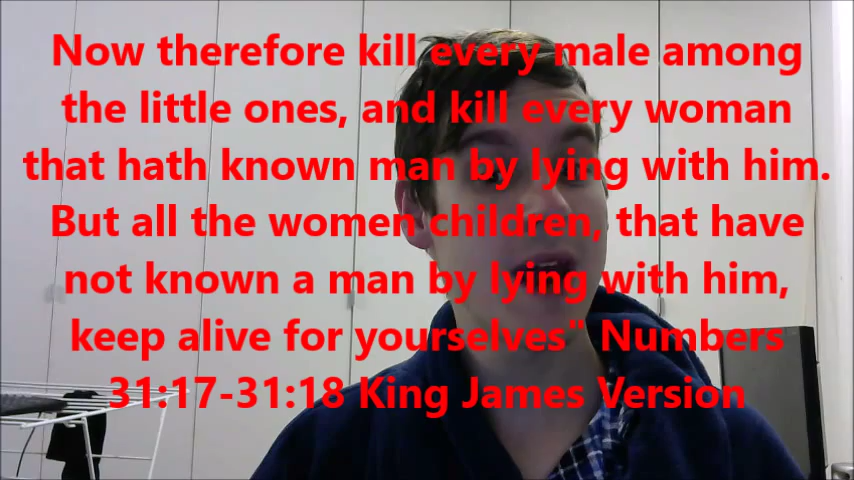 Now therefore kill every male among
the little ones, and kill every woman
that hath known man by lying with him.
But all the women children, that have
not known a man by lying with him,
keep alive for yourselves" Numbers
31:17-31:18 King James Version